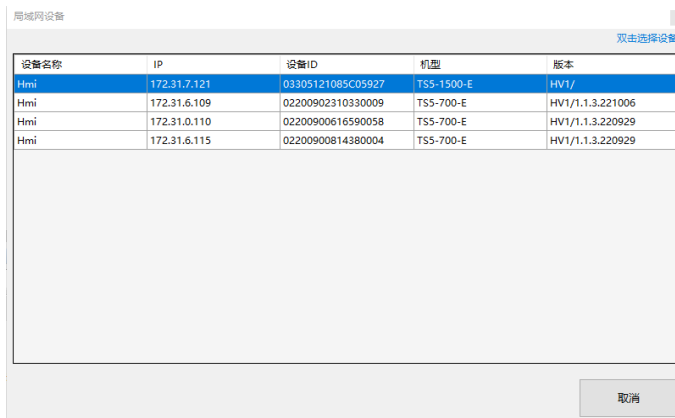 局域网设备
双击选择设备
设备名称 IP 设备ID 机型 版本
Hmi 172.31.7.121 03305121085C05927 TS5-1500-E HV1/
Hmi 172.31.6.109 02200902310330009 TS5-700-E HV1/1.1.3.221006
Hmi 172.31.0.110 02200900616590058 TS5-700-E HV1/1.1.3.220929
Hmi 172.31.6.115 02200900814380004 TS5-700-E HV1/1.1.3.220929
取消